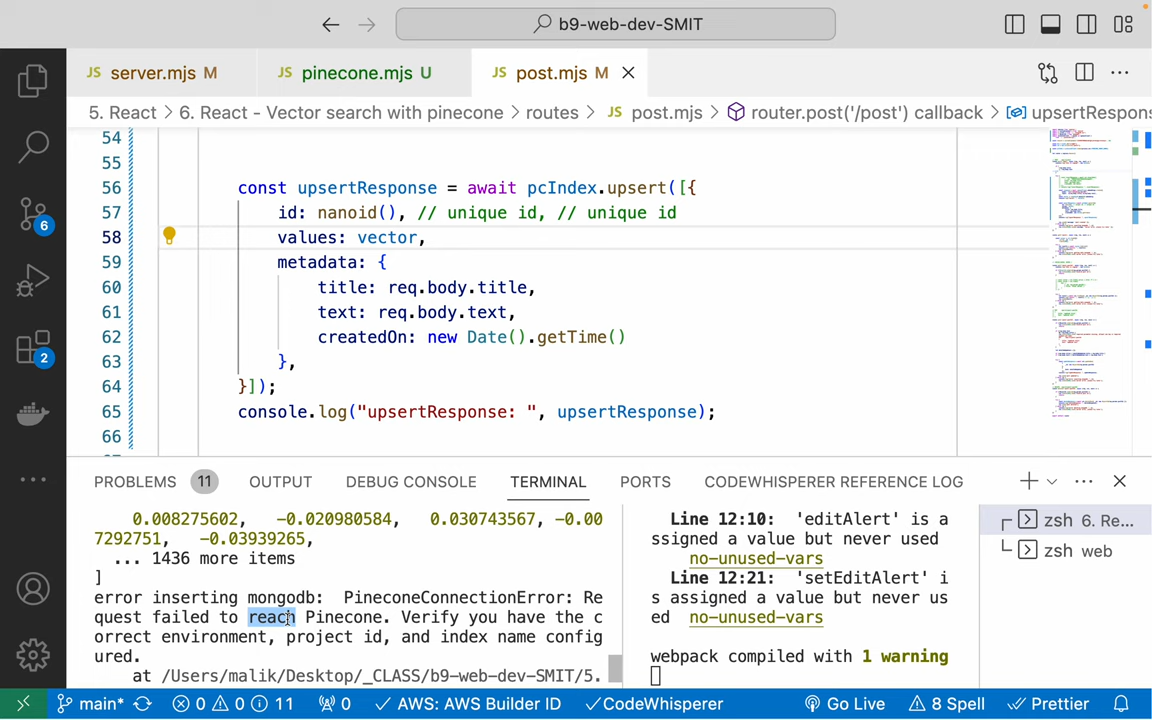 b9-web-dev-SMIT
JS server.mjs M
JS pinecone.mjs U
JS post.mjs M
5. React > 6. React - Vector search with pinecone > routes > JS post.mjs > router.post('/post') callback > upsertRespons
54
55
56 const upsertResponse = await pcIndex.upsert([{
57 id: nanoid(), // unique id, // unique id
58 values: vector,
59 metadata: {
60 title: req.body.title,
61 text: req.body.text,
62 createdOn: new Date().getTime()
63 },
64 }]);
65 console.log("upsertResponse: ", upsertResponse);
66
PROBLEMS 11 OUTPUT DEBUG CONSOLE TERMINAL PORTS CODEWHISPERER REFERENCE LOG
0.008275602, -0.020980584, 0.030743567, -0.00
7292751, -0.03939265,
... 1436 more items
]
error inserting mongodb: PineconeConnectionError: Re
quest failed to reach Pinecone. Verify you have the c
orrect environment, project id, and index name config
ured.
at /Users/malik/Desktop/_CLASS/b9-web-dev-SMIT/5.
Line 12:10: 'editAlert' is a
ssigned a value but never used
no-unused-vars
Line 12:21: 'setEditAlert' i
s assigned a value but never us
ed no-unused-vars
webpack compiled with 1 warning
zsh 6. Re...
zsh web
6
2
main* 0 0 11 0 AWS: AWS Builder ID CodeWhisperer Go Live 8 Spell Prettier